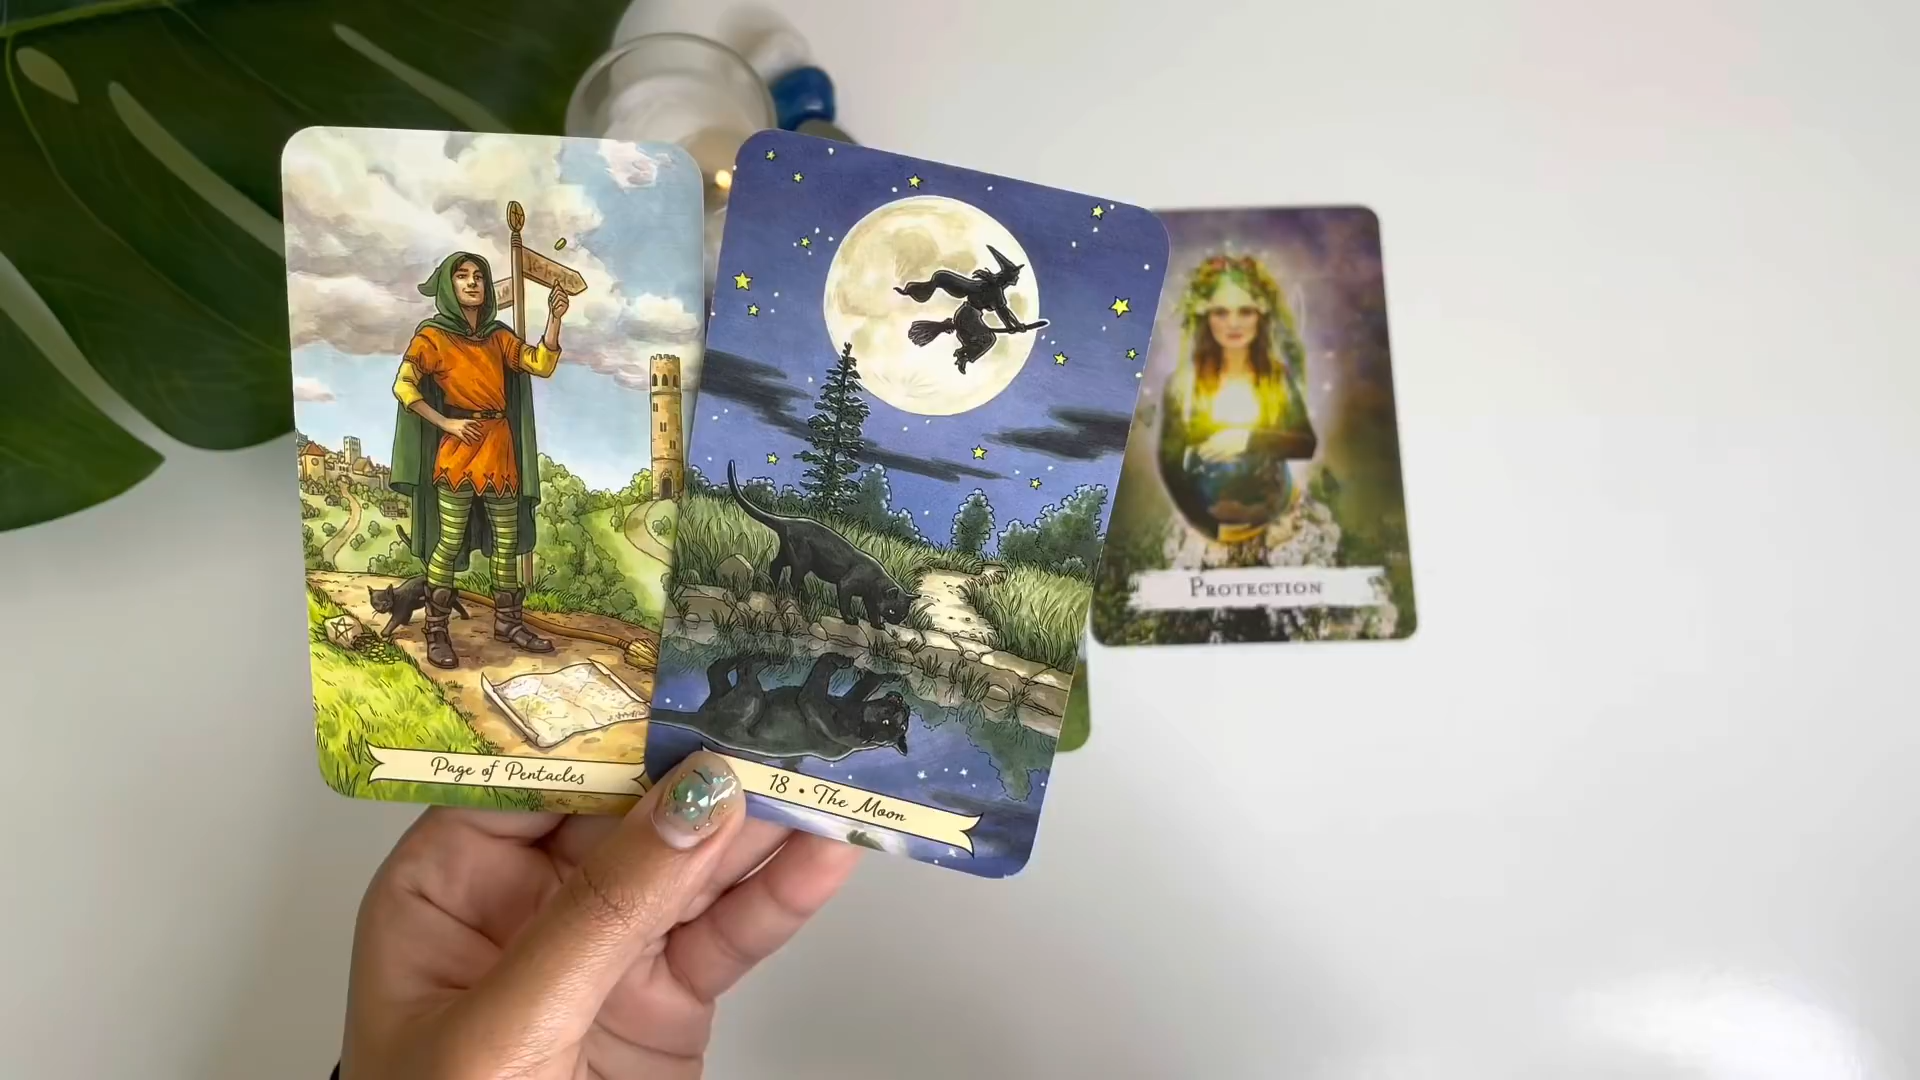 Page of Pentacles
18 • The Moon
PROTECTION